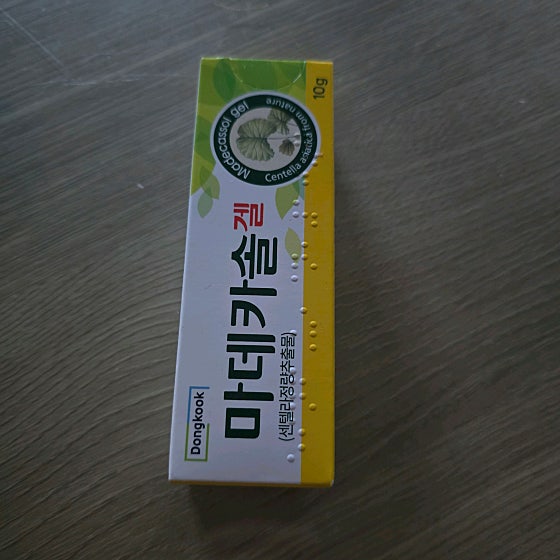 Dongkook
마데카솔겔
(센텔라정량추출물)
Madecassol gel
Centella asiatica from nature
10g